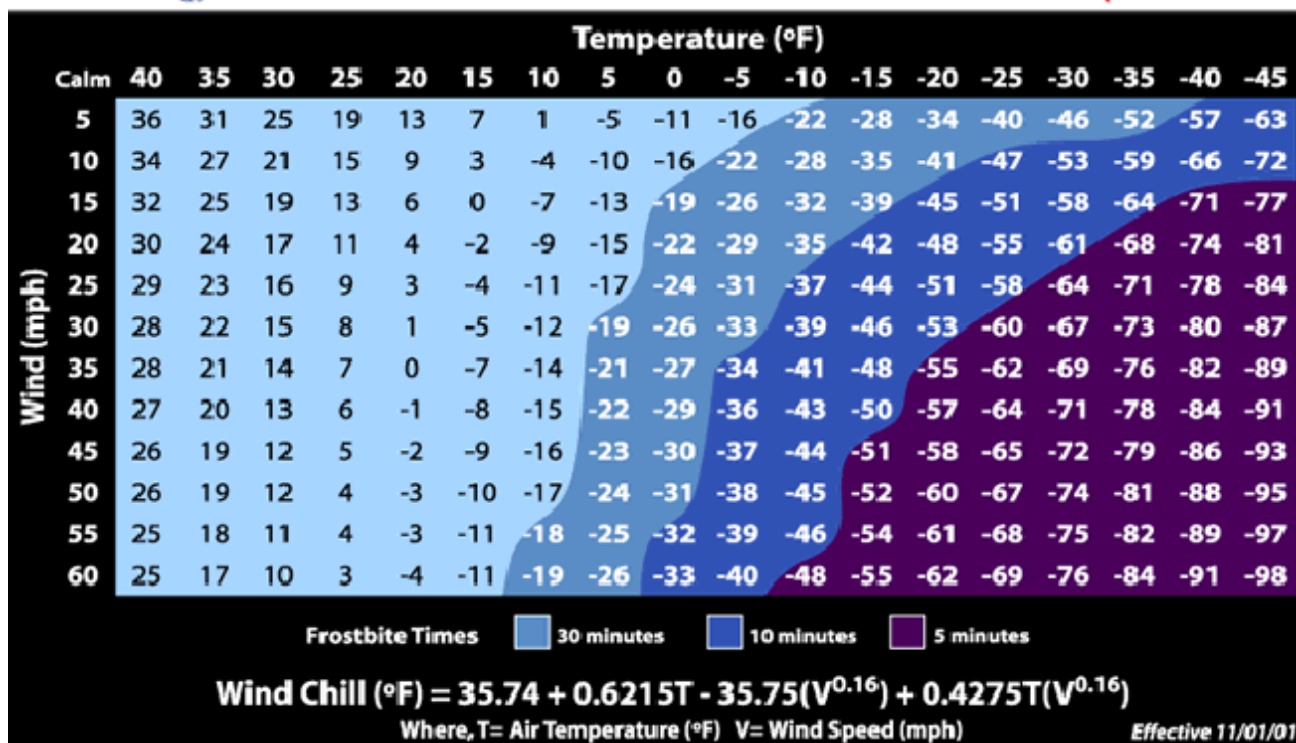 Temperature (°F)
Calm 40 35 30 25 20 15 10 5 0 -5 -10 -15 -20 -25 -30 -35 -40 -45
5 36 31 25 19 13 7 1 -5 -11 -16 -22 -28 -34 -40 -46 -52 -57 -63
10 34 27 21 15 9 3 -4 -10 -16 -22 -28 -35 -41 -47 -53 -59 -66 -72
15 32 25 19 13 6 0 -7 -13 -19 -26 -32 -39 -45 -51 -58 -64 -71 -77
20 30 24 17 11 4 -2 -9 -15 -22 -29 -35 -42 -48 -55 -61 -68 -74 -81
25 29 23 16 9 3 -4 -11 -17 -24 -31 -37 -44 -51 -58 -64 -71 -78 -84
30 28 22 15 8 1 -5 -12 -19 -26 -33 -39 -46 -53 -60 -67 -73 -80 -87
35 28 21 14 7 0 -7 -14 -21 -27 -34 -41 -48 -55 -62 -69 -76 -82 -89
40 27 20 13 6 -1 -8 -15 -22 -29 -36 -43 -50 -57 -64 -71 -78 -84 -91
45 26 19 12 5 -2 -9 -16 -23 -30 -37 -44 -51 -58 -65 -72 -79 -86 -93
50 26 19 12 4 -3 -10 -17 -24 -31 -38 -45 -52 -60 -67 -74 -81 -88 -95
55 25 18 11 4 -3 -11 -18 -25 -32 -39 -46 -54 -61 -68 -75 -82 -89 -97
60 25 17 10 3 -4 -11 -19 -26 -33 -40 -48 -55 -62 -69 -76 -84 -91 -98
Wind (mph)
Frostbite Times 30 minutes 10 minutes 5 minutes
Wind Chill (°F) = 35.74 + 0.6215T - 35.75(V^0.16) + 0.4275T(V^0.16)
Where, T= Air Temperature (°F) V= Wind Speed (mph) Effective 11/01/01